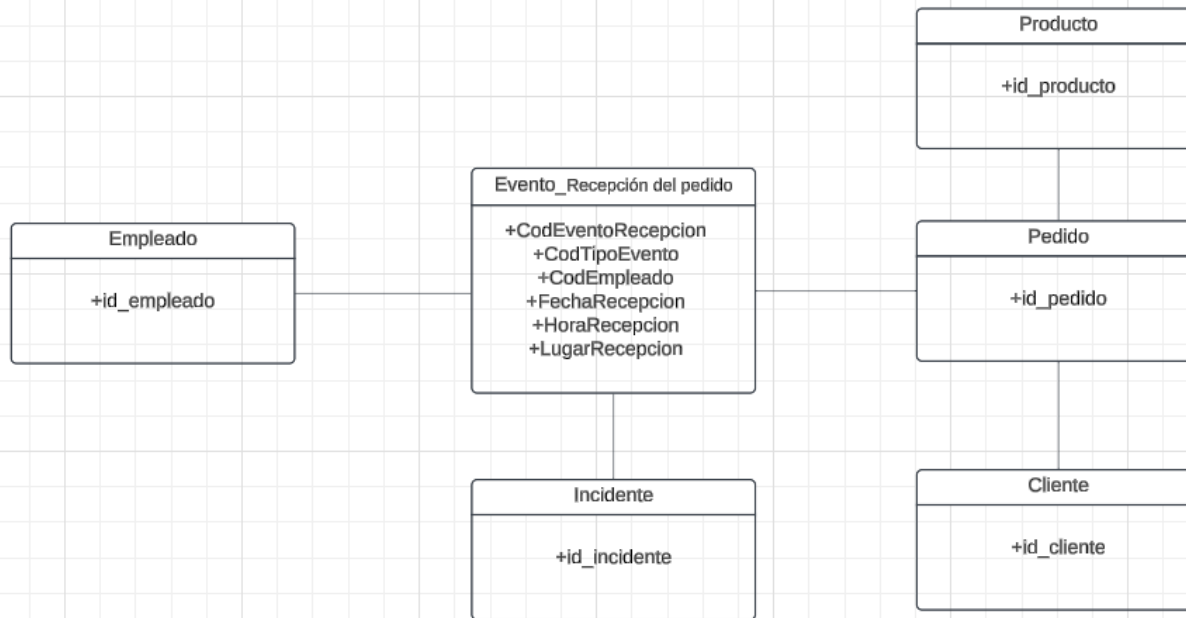 Producto
+id_producto
Evento_Recepción del pedido
+CodEventoRecepcion
+CodTipoEvento
+CodEmpleado
+FechaRecepcion
+HoraRecepcion
+LugarRecepcion
Empleado
+id_empleado
Pedido
+id_pedido
Incidente
+id_incidente
Cliente
+id_cliente